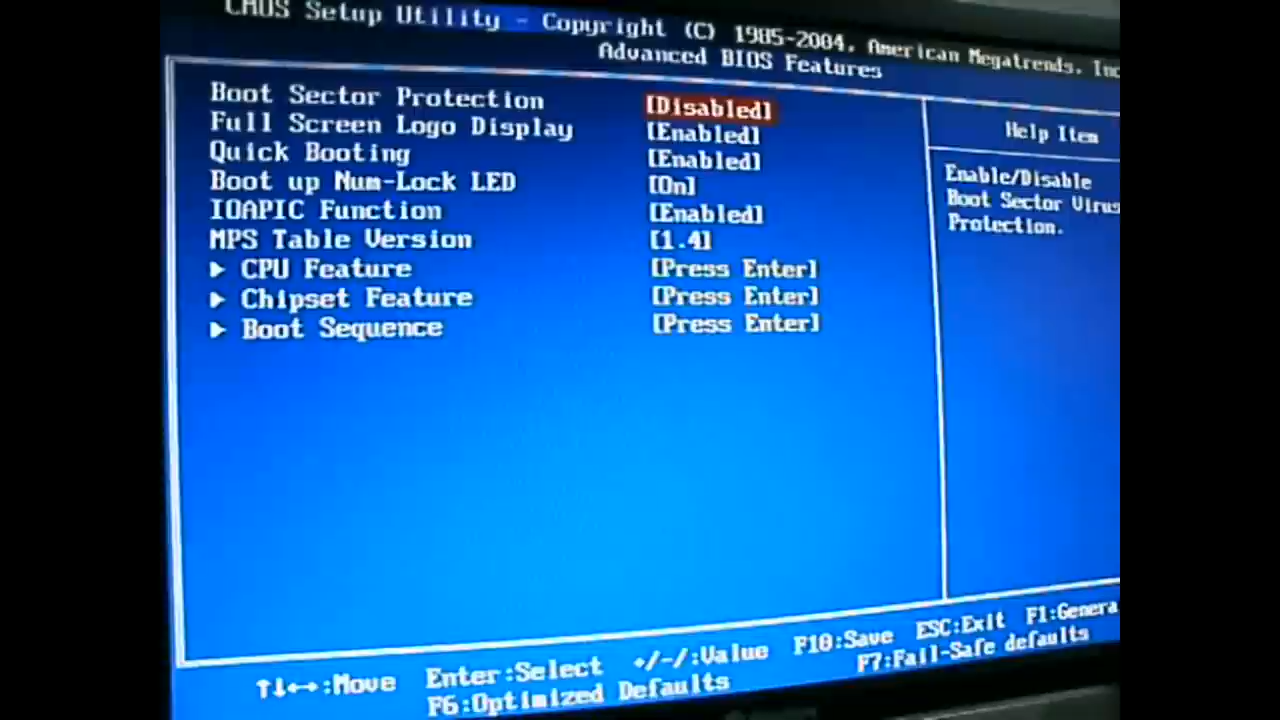 CMOS Setup Utility - Copyright (C) 1985-2004, American Megatrends, Inc
Advanced BIOS Features
Boot Sector Protection [Disabled]
Full Screen Logo Display [Enabled]
Quick Booting [Enabled]
Boot up Num-Lock LED [On]
IOAPIC Function [Enabled]
MPS Table Version [1.4]
► CPU Feature [Press Enter]
► Chipset Feature [Press Enter]
► Boot Sequence [Press Enter]
Help Item
Enable/Disable
Boot Sector Virus
Protection.
↑↓←→:Move Enter:Select +/-/:Value F10:Save ESC:Exit F1:Genera
F6:Optimized Defaults F7:Fail-Safe defaults